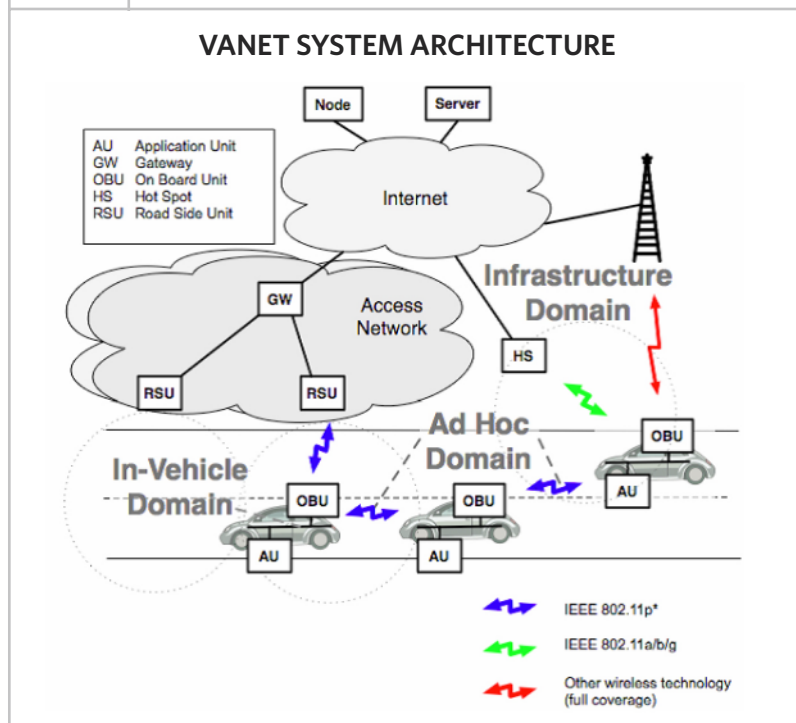 VANET SYSTEM ARCHITECTURE
Node
Server
AU Application Unit
GW Gateway
OBU On Board Unit
HS Hot Spot
RSU Road Side Unit
Internet
Infrastructure
Domain
GW
Access
Network
HS
RSU
RSU
Ad Hoc
Domain
OBU
In-Vehicle
Domain
OBU
OBU
AU
AU
AU
IEEE 802.11p*
IEEE 802.11a/b/g
Other wireless technology
(full coverage)